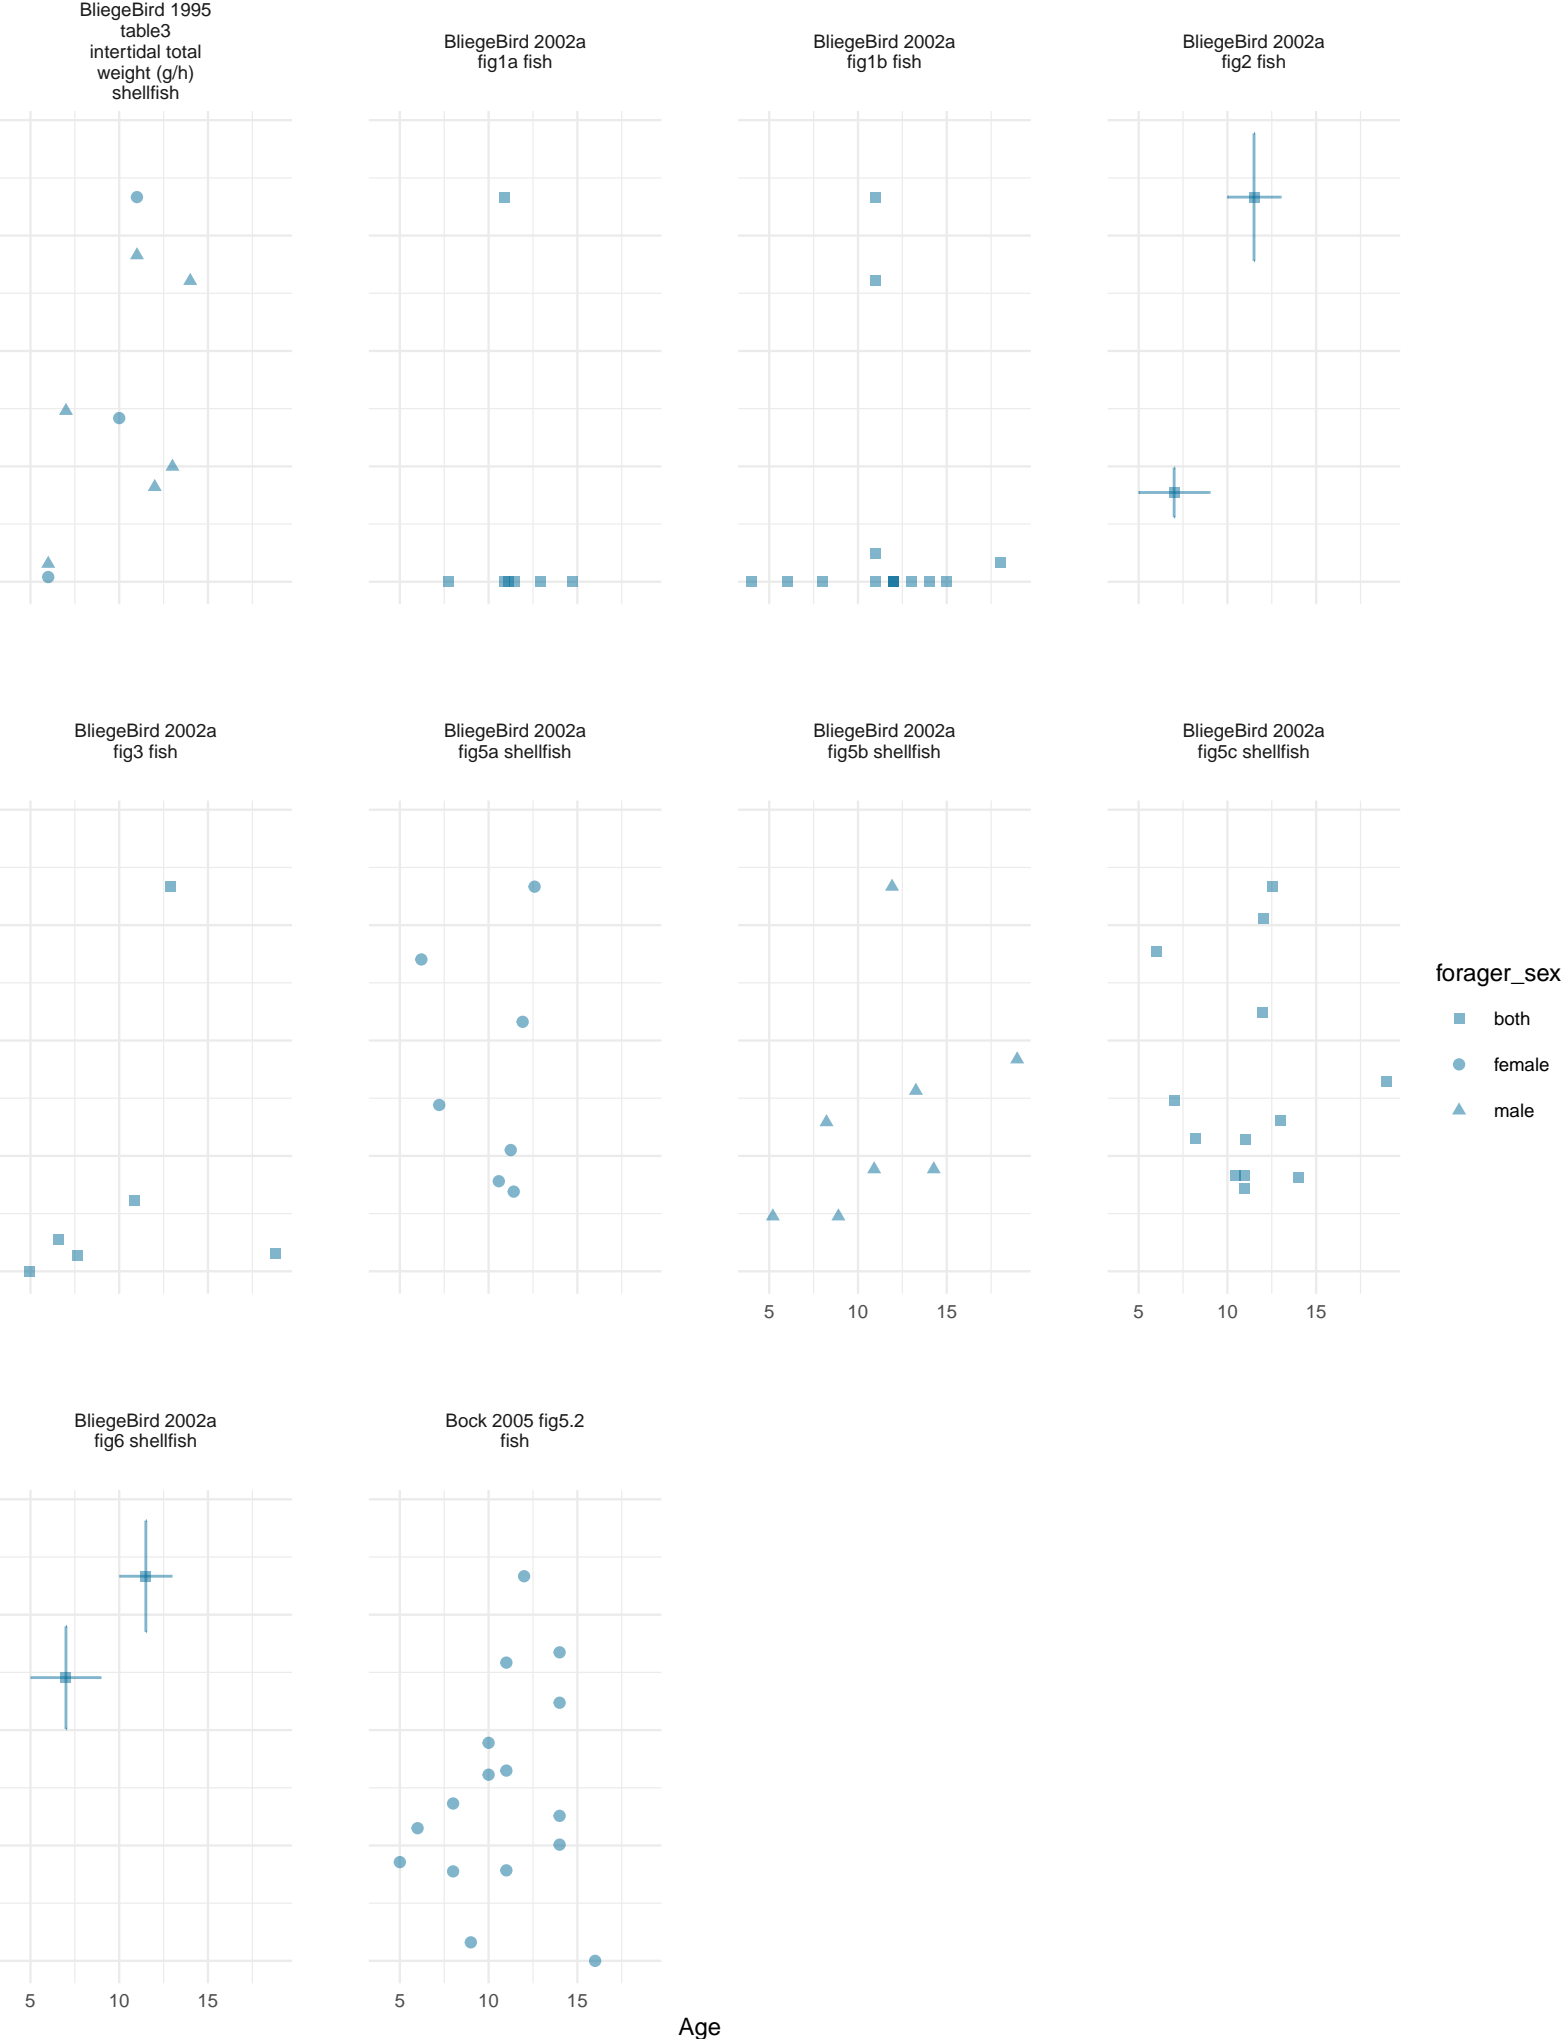 BliegeBird 1995
table3
intertidal total
weight (g/h)
shellfish
BliegeBird 2002a
fig1a fish
BliegeBird 2002a
fig1b fish
BliegeBird 2002a
fig2 fish
BliegeBird 2002a
fig3 fish
BliegeBird 2002a
fig5a shellfish
BliegeBird 2002a
fig5b shellfish
BliegeBird 2002a
fig5c shellfish
5 10 15
5 10 15
forager_sex
both
female
male
BliegeBird 2002a
fig6 shellfish
Bock 2005 fig5.2
fish
5 10 15
5 10 15
Age